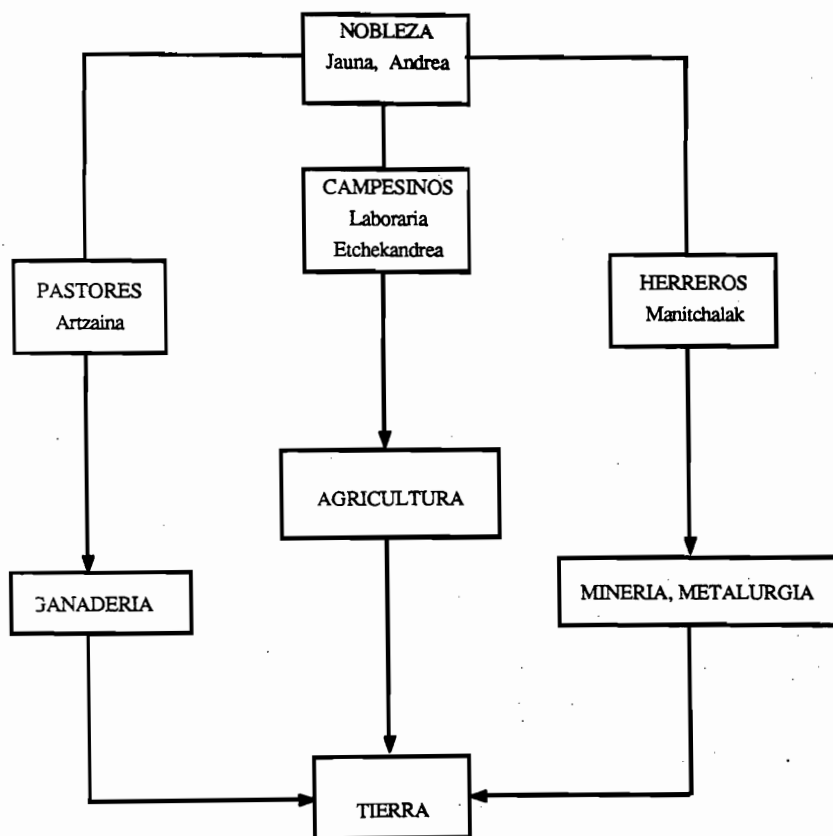 NOBLEZA
Jauna, Andrea
CAMPESINOS
Laboraria
Etchekandrea
PASTORES
Artzaina
HERREROS
Manitchalak
AGRICULTURA
GANADERIA
MINERIA, METALURGIA
TIERRA